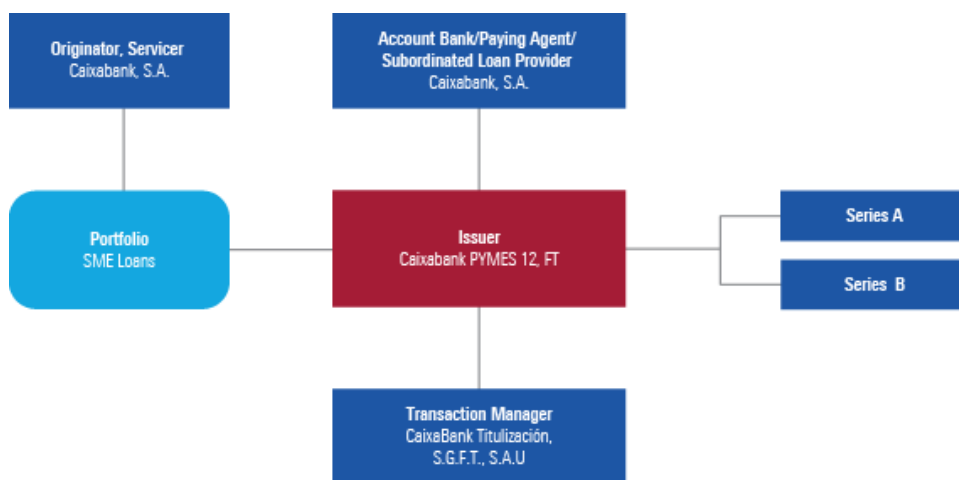 Originator, Servicer
Caixabank, S.A.
Account Bank/Paying Agent/
Subordinated Loan Provider
Caixabank, S.A.
Portfolio
SME Loans
Issuer
Caixabank PYMES 12, FT
Series A
Series B
Transaction Manager
CaixaBank Titulización,
S.G.F.T., S.A.U